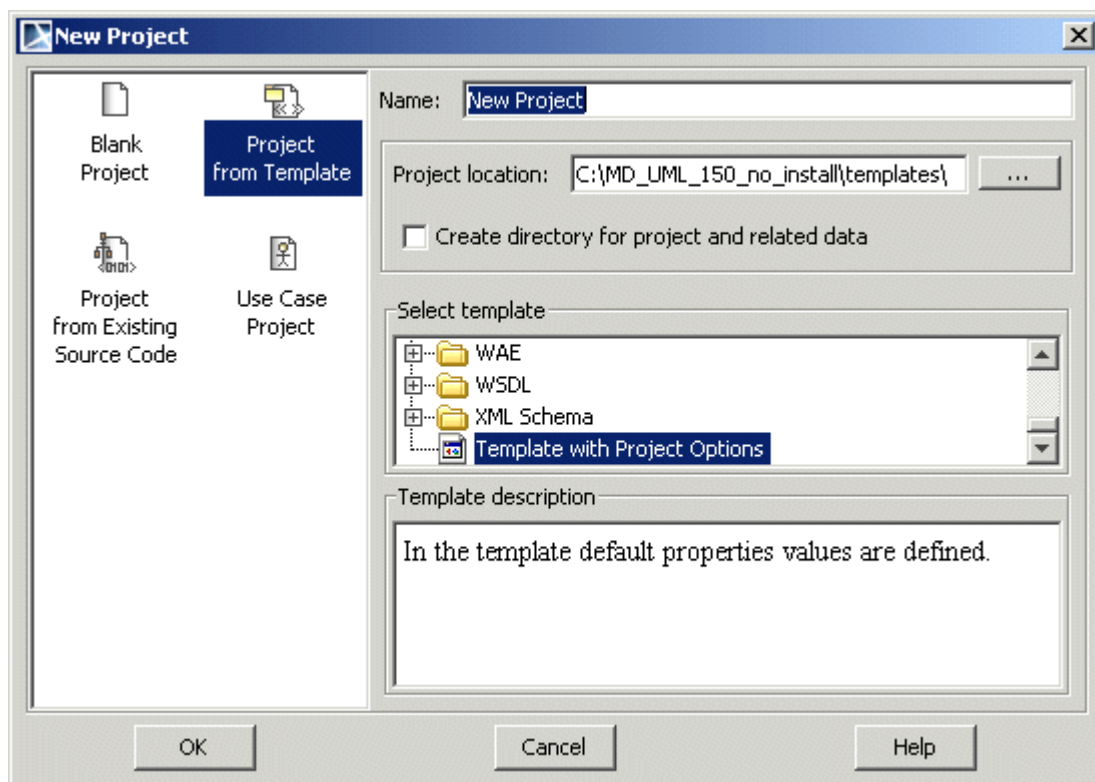 New Project
Blank
Project
Project
from Template
Project
from Existing
Source Code
Use Case
Project
Name: New Project
Project location: C:\MD_UML_150_no_install\templates\ ...
Create directory for project and related data
Select template
WAE
WSDL
XML Schema
Template with Project Options
Template description
In the template default properties values are defined.
OK Cancel Help